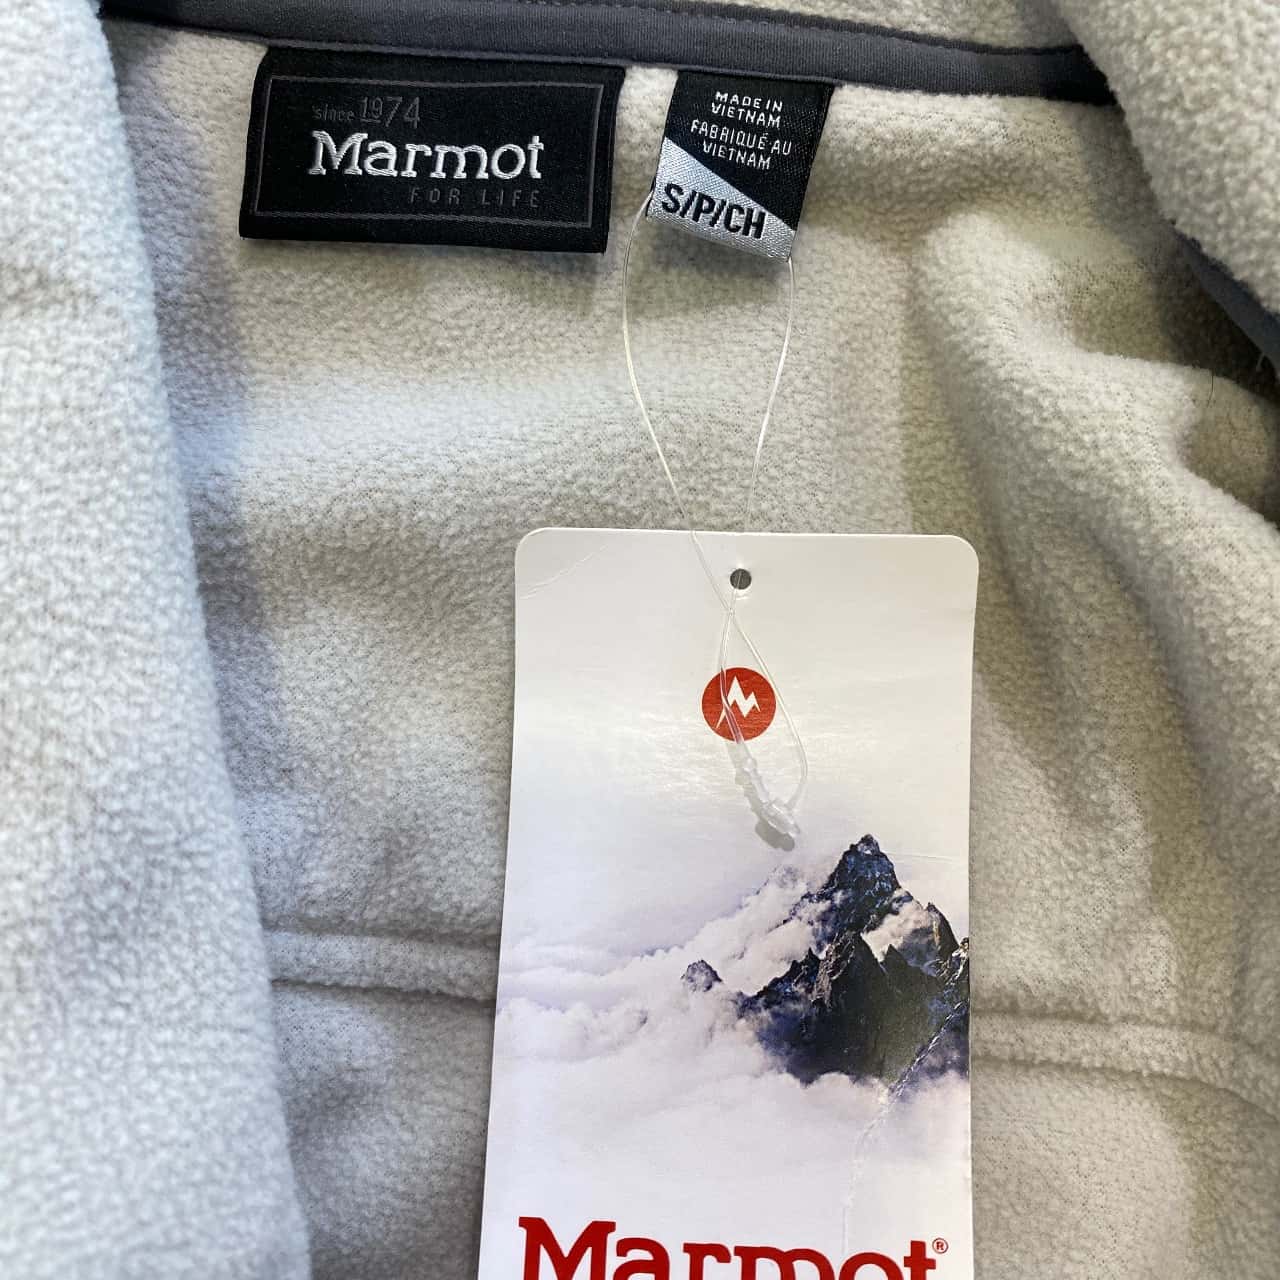 since 1974
Marmot
FOR LIFE
MADE IN
VIETNAM
FABRIQUÉ AU
VIETNAM
S/P/CH
Marmot®